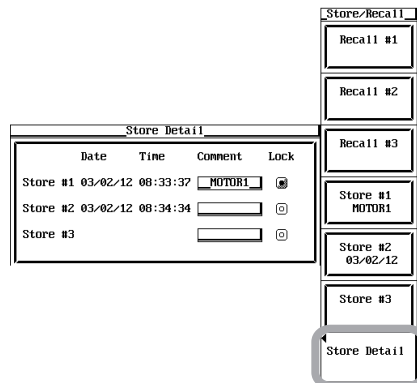 Store/Recall
Recall #1
Recall #2
Recall #3
Store #1
MOTOR1
Store #2
03/02/12
Store #3
Store Detail
Store Detail
Date Time Comment Lock
Store #1 03/02/12 08:33:37 MOTOR1
Store #2 03/02/12 08:34:34
Store #3